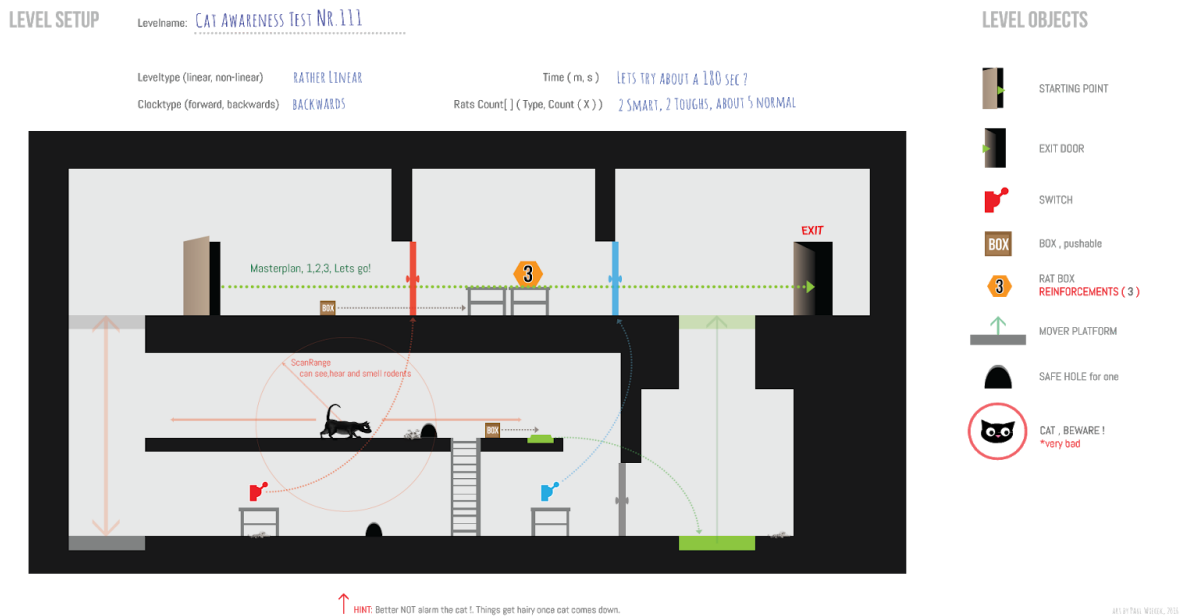 LEVEL SETUP
Levelname: CAT AWARENESS TEST NR.111
LEVEL OBJECTS
Leveltype (linear, non-linear) RATHER LINEAR
Time ( m, s ) LETS TRY ABOUT A 180 SEC ?
Clocktype (forward, backwards) BACKWARDS
Rats Count[ ] ( Type, Count ( X ) ) 2 SMART, 2 TOUGHS, ABOUT 5 NORMAL
STARTING POINT
EXIT DOOR
SWITCH
BOX
BOX , pushable
3
RAT BOX
REINFORCEMENTS ( 3 )
MOVER PLATFORM
SAFE HOLE for one
CAT , BEWARE !
*very bad
EXIT
Masterplan, 1,2,3, Lets go!
3
BOX
ScanRange
can see,hear and smell rodents
BOX
HINT: Better NOT alarm the cat !. Things get hairy once cat comes down.